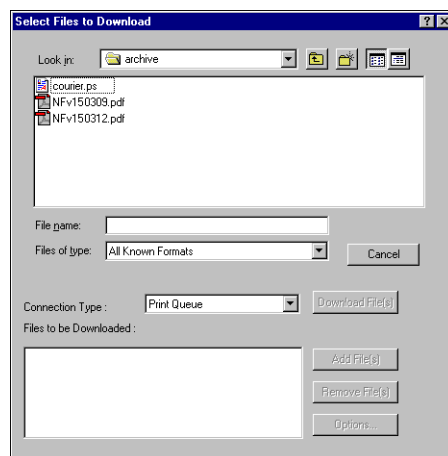 Select Files to Download
Look in: archive
courier.ps
NFv150309.pdf
NFv150312.pdf
File name:
Files of type: All Known Formats Cancel
Connection Type : Print Queue Download File(s)
Files to be Downloaded :
Add File(s)
Remove File(s)
Options...